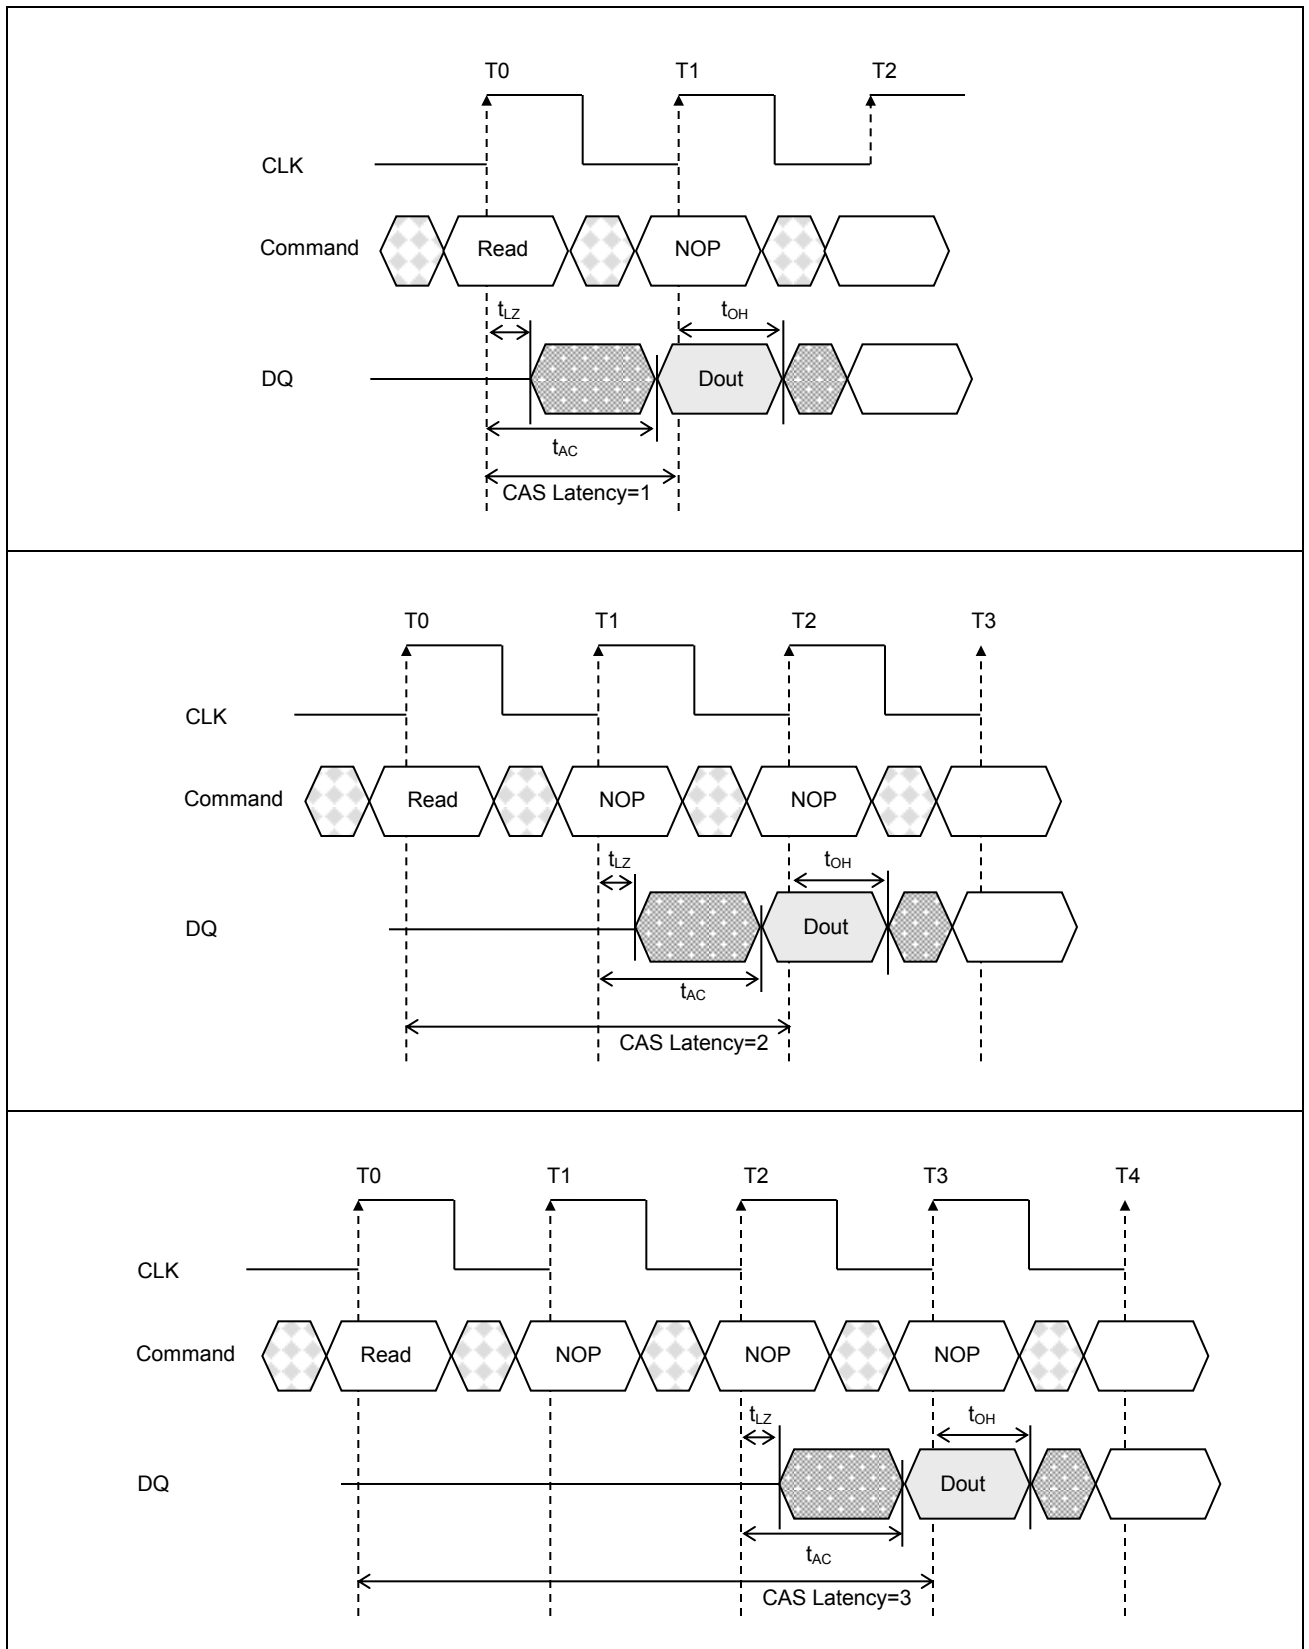 T0 T1 T2
CLK
Command Read NOP
tLZ tOH
DQ Dout
tAC
CAS Latency=1
T0 T1 T2 T3
CLK
Command Read NOP NOP
tLZ tOH
DQ Dout
tAC
CAS Latency=2
T0 T1 T2 T3 T4
CLK
Command Read NOP NOP NOP
tLZ tOH
DQ Dout
tAC
CAS Latency=3